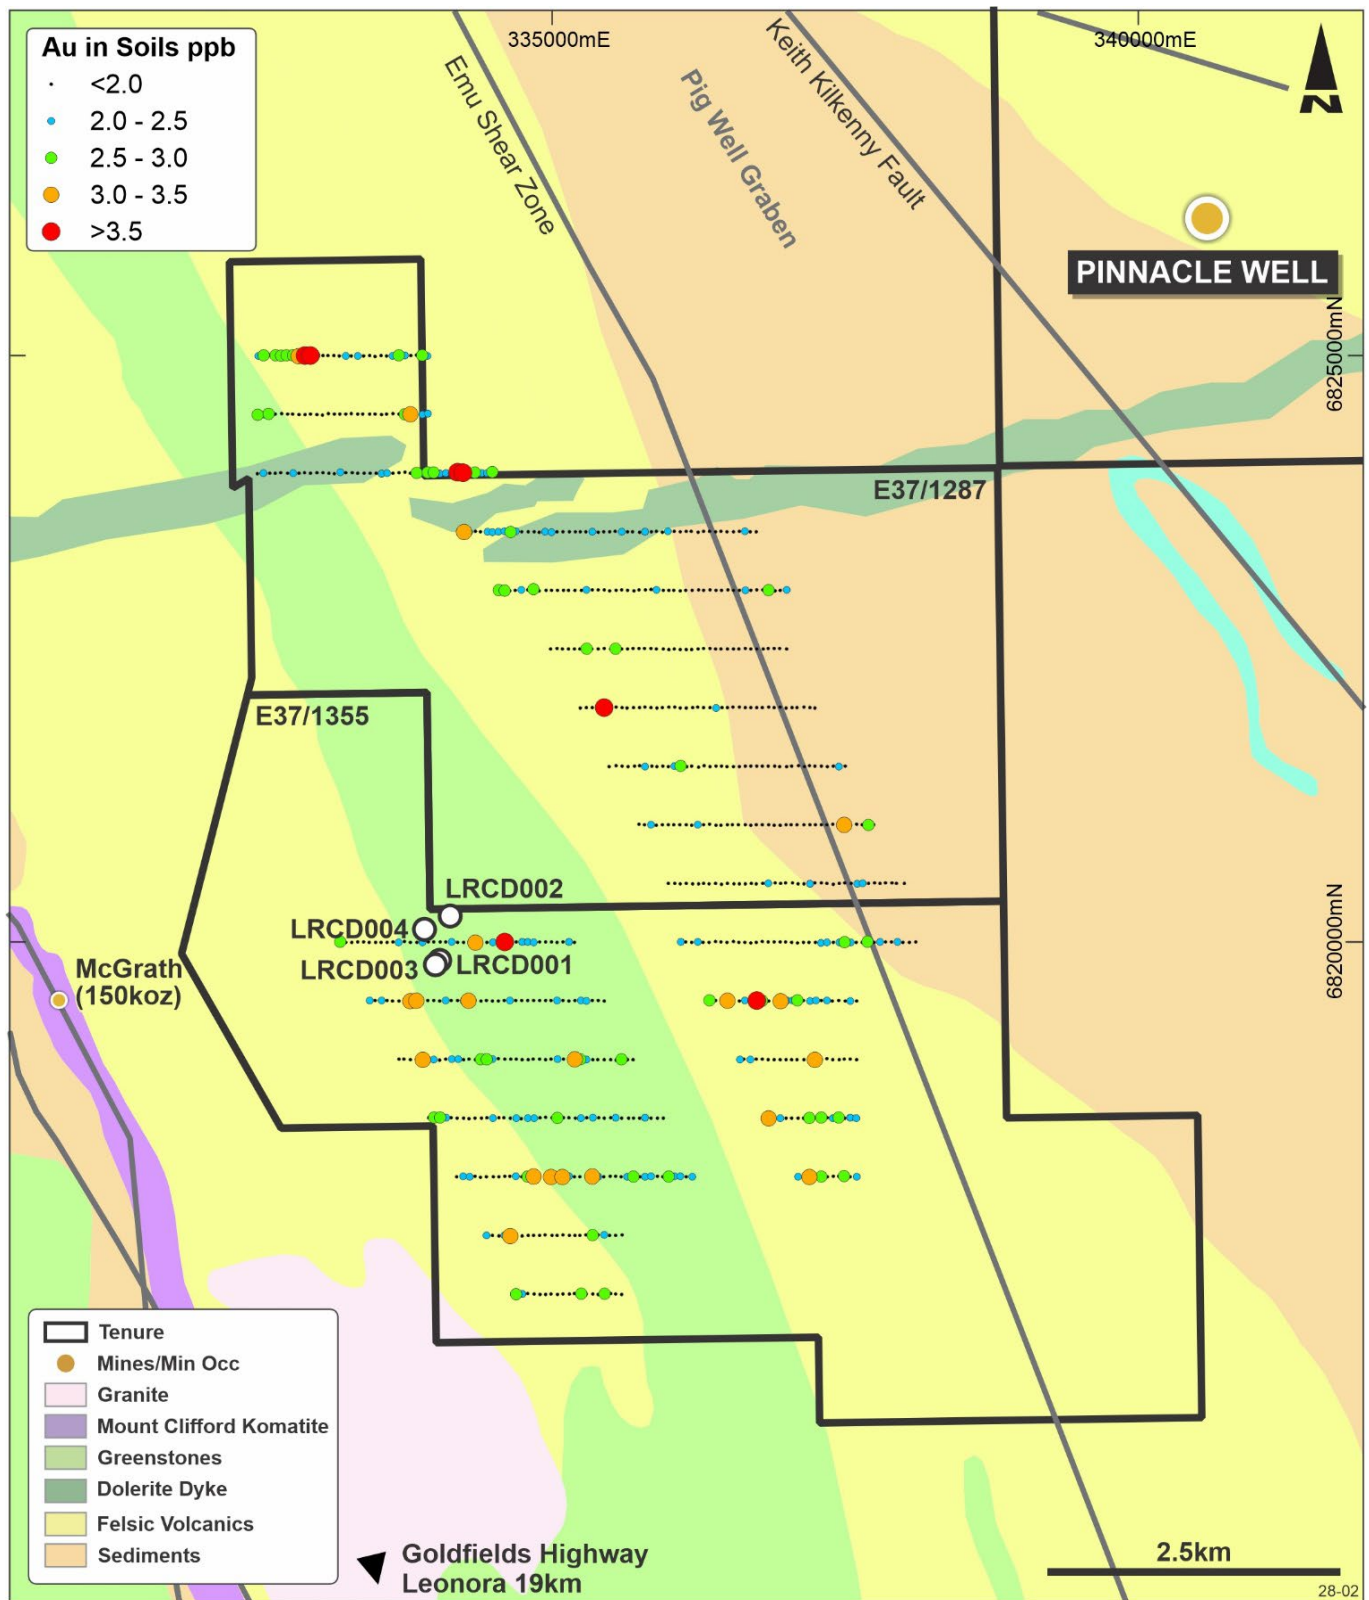 Au in Soils ppb
<2.0
2.0 - 2.5
2.5 - 3.0
3.0 - 3.5
>3.5
335000mE
340000mE
Emu Shear Zone
Pig Well Graben
Keith Kilkenny Fault
N
PINNACLE WELL
6825000mN
E37/1287
E37/1355
LRCD002
LRCD004
LRCD003
LRCD001
6820000mN
McGrath
(150koz)
Tenure
Mines/Min Occ
Granite
Mount Clifford Komatite
Greenstones
Dolerite Dyke
Felsic Volcanics
Sediments
Goldfields Highway
Leonora 19km
2.5km
28-02